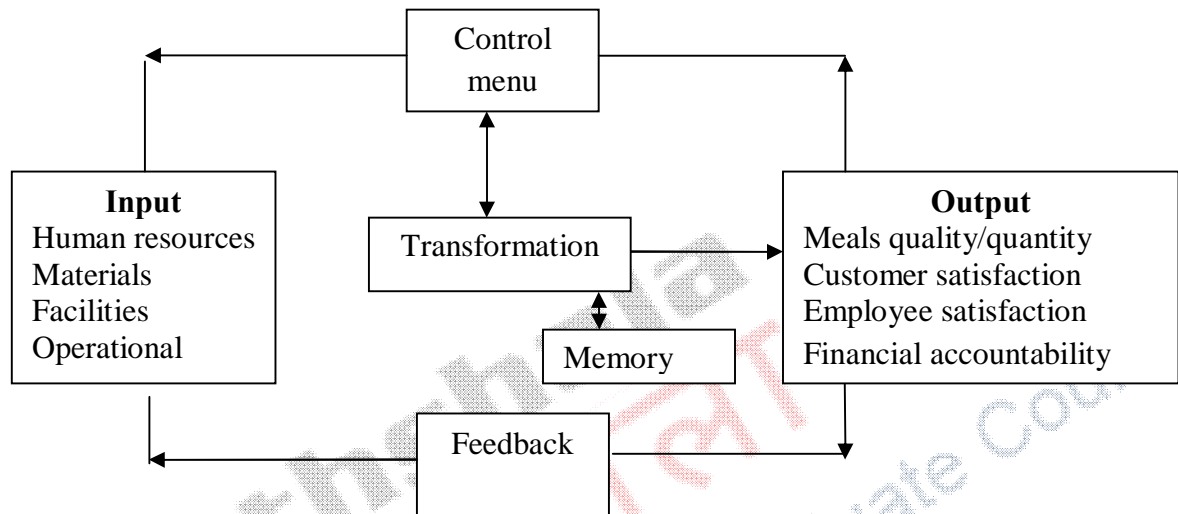 Control
menu
Input
Human resources
Materials
Facilities
Operational
Transformation
Memory
Output
Meals quality/quantity
Customer satisfaction
Employee satisfaction
Financial accountability
Feedback